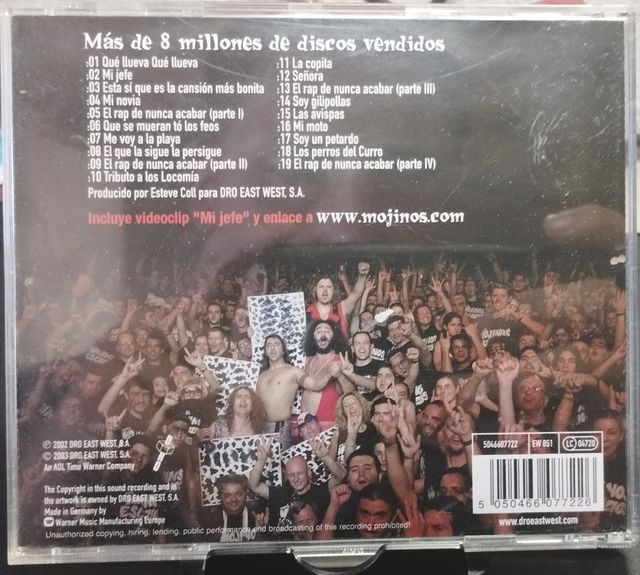 Más de 8 millones de discos vendidos
:01 Qué llueva Qué llueva
:02 Mi jefe
:03 Esta sí que es la cansión más bonita
:04 Mi novia
:05 El rap de nunca acabar (parte I)
:06 Que se mueran tó los feos
:07 Me voy a la playa
:08 El que la sigue la persigue
:09 El rap de nunca acabar (parte II)
:10 Tributo a los Locomía
:11 La copita
:12 Señora
:13 El rap de nunca acabar (parte III)
:14 Soy gilipollas
:15 Las avispas
:16 Mi moto
:17 Soy un petardo
:18 Los perros del Curro
:19 El rap de nunca acabar (parte IV)
Producido por Esteve Coll para DRO EAST WEST, S.A.
Incluye videoclip "Mi jefe" y enlace a www.mojinos.com
℗ 2002 DRO EAST WEST, S.A.
© 2003 DRO EAST WEST, S.A.
An AOL Time Warner Company
The Copyright in this sound recording and in
the artwork is owned by DRO EAST WEST, S.A.
Made in Germany by
Warner Music Manufacturing Europe
Unauthorized copying, hiring, lending, public performance and broadcasting of this recording prohibited!
5046607722
EW 851
LC 04720
5 050466 077226
www.droeastwest.com